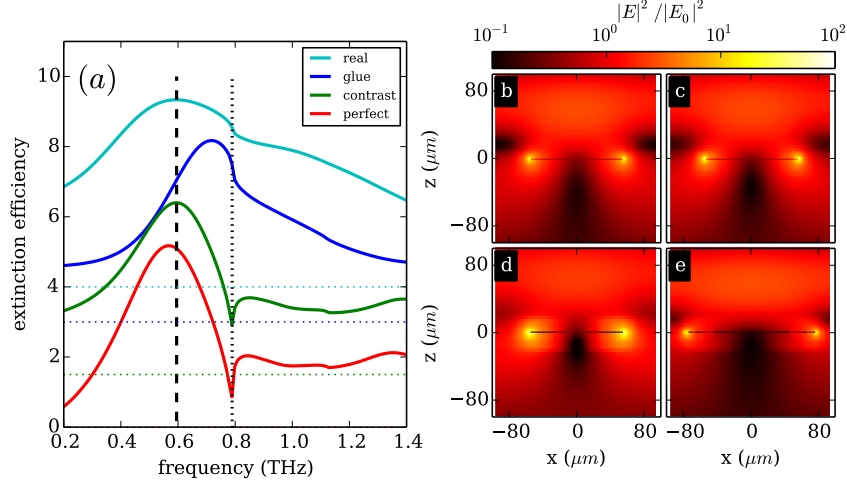 (a)
real
glue
contrast
perfect
extinction efficiency
0
2
4
6
8
10
0.2 0.4 0.6 0.8 1.0 1.2 1.4
frequency (THz)
|E|² / |E₀|²
10⁻¹ 10⁰ 10¹ 10²
b c
80
0
−80
z (μm)
d e
80
0
−80
z (μm)
−80 0 80 −80 0 80
x (μm) x (μm)